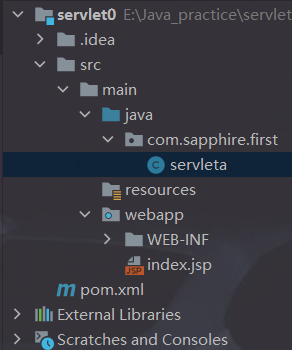 servlet0 E:\Java_practice\servlet
.idea
src
main
java
com.sapphire.first
servleta
resources
webapp
WEB-INF
index.jsp
pom.xml
External Libraries
Scratches and Consoles